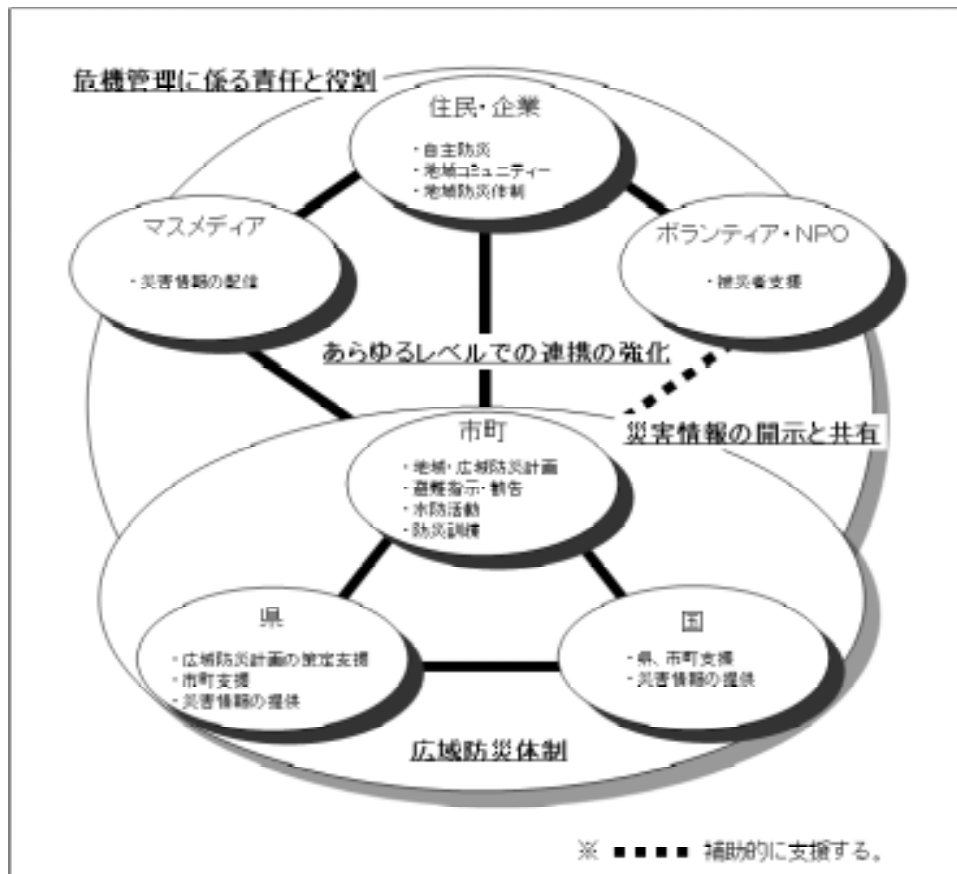 危機管理に係る責任と役割
住民・企業
・自主防災
・地域コミュニティー
・地域防災体制
マスメディア
・災害情報の配信
ボランティア・NPO
・被災者支援
あらゆるレベルでの連携の強化
災害情報の開示と共有
市町
・地域・広域防災計画
・避難指示・勧告
・水防活動
・防災訓練
県
・広域防災計画の策定支援
・市町支援
・災害情報の提供
国
・県、市町支援
・災害情報の提供
広域防災体制
※ ■ ■ ■ ■ 補助的に支援する。